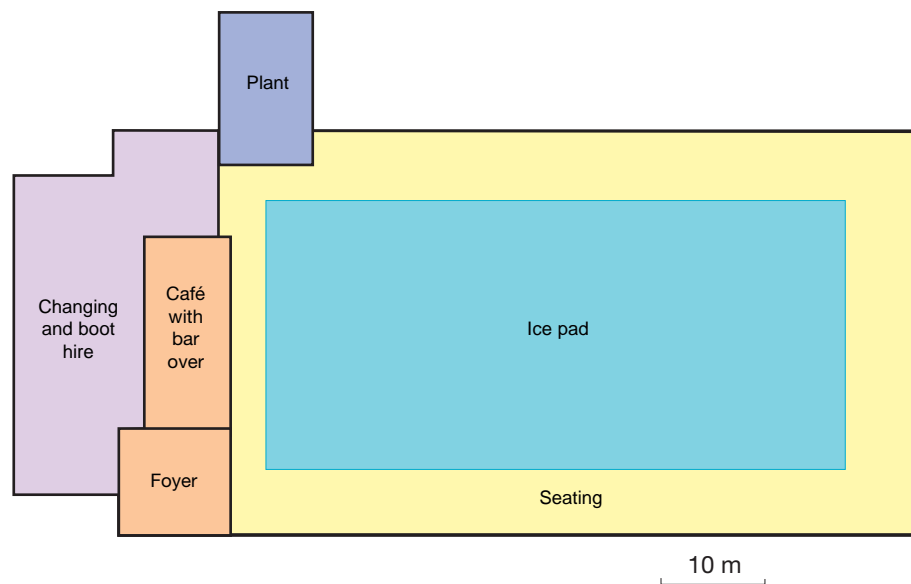 Plant
Changing
and boot
hire
Café
with
bar
over
Ice pad
Foyer
Seating
10 m